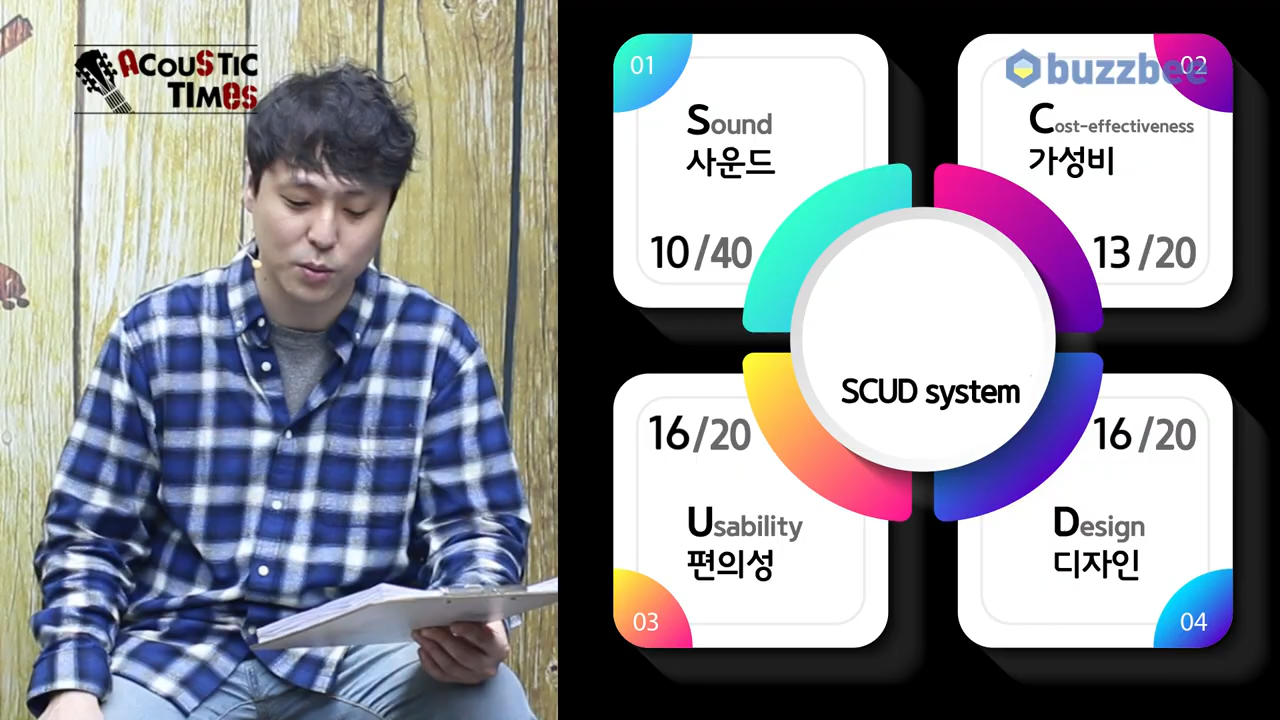 ACOUSTIC
TIMES
buzzbee
01
Sound
사운드
10/40
02
Cost-effectiveness
가성비
13/20
SCUD system
16/20
Usability
편의성
03
16/20
Design
디자인
04